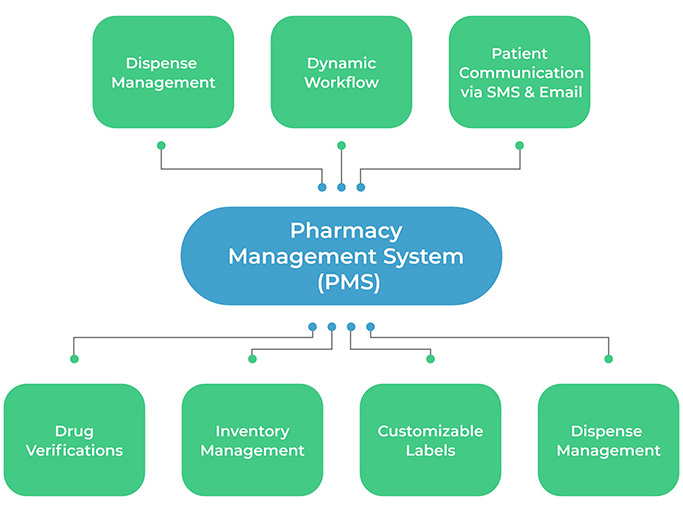 Dispense
Management
Dynamic
Workflow
Patient
Communication
via SMS & Email
Pharmacy
Management System
(PMS)
Drug
Verifications
Inventory
Management
Customizable
Labels
Dispense
Management